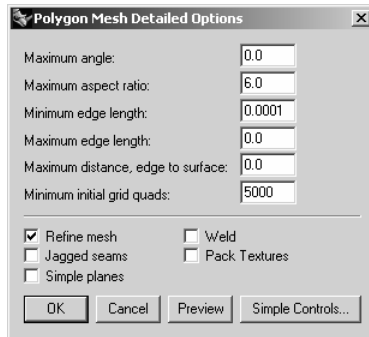 Polygon Mesh Detailed Options
Maximum angle: 0.0
Maximum aspect ratio: 6.0
Minimum edge length: 0.0001
Maximum edge length: 0.0
Maximum distance, edge to surface: 0.0
Minimum initial grid quads: 5000
Refine mesh Weld
Jagged seams Pack Textures
Simple planes
OK Cancel Preview Simple Controls...